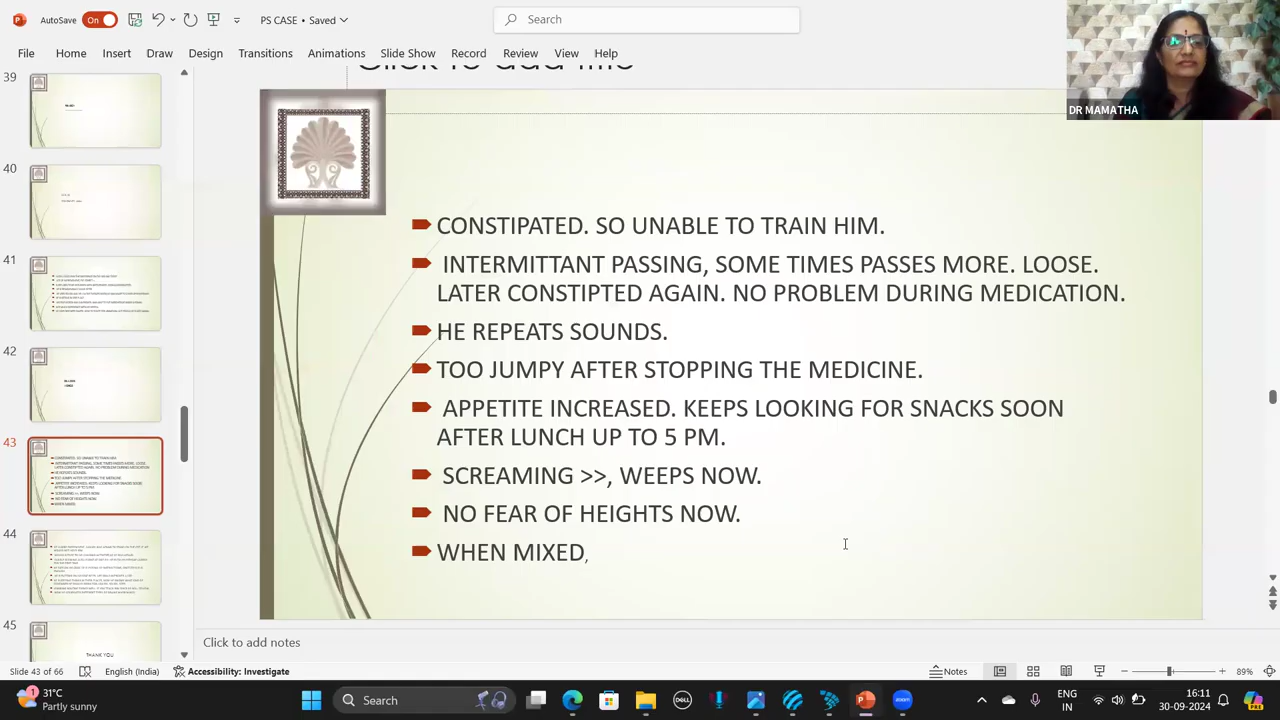 AutoSave
On
PS CASE • Saved
Search
DR MAMATHA
File
Home
Insert
Draw
Design
Transitions
Animations
Slide Show
Record
Review
View
Help
39
40
41
42
43
44
45
THANK YOU
CONSTIPATED. SO UNABLE TO TRAIN HIM.
INTERMITTANT PASSING, SOME TIMES PASSES MORE. LOOSE.
LATER CONSTIPTED AGAIN. NO PROBLEM DURING MEDICATION.
HE REPEATS SOUNDS.
TOO JUMPY AFTER STOPPING THE MEDICINE.
APPETITE INCREASED. KEEPS LOOKING FOR SNACKS SOON
AFTER LUNCH UP TO 5 PM.
SCREAMING >>, WEEPS NOW.
NO FEAR OF HEIGHTS NOW.
WHEN MIXED,
Click to add notes
Slide 43 of 66
English (India)
Accessibility: Investigate
Notes
89%
1
31°C
Partly sunny
Search
DELL
ENG
IN
16:11
30-09-2024